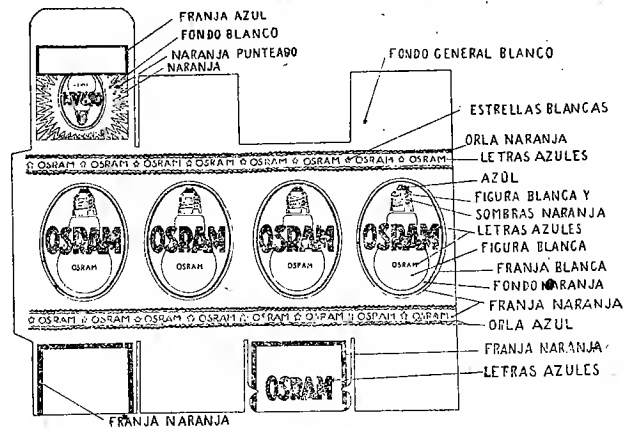 FRANJA AZUL
FONDO BLANCO
NARANJA PUNTEADO
NARANJA
FONDO GENERAL BLANCO
OSRAM
ESTRELLAS BLANCAS
ORLA NARANJA
OSRAM ☆ OSRAM ☆ OSRAM ☆ OSRAM ☆ OSRAM ☆ OSRAM ☆ OSRAM ☆ OSRAM
LETRAS AZULES
AZUL
FIGURA BLANCA Y
SOMBRAS NARANJA
LETRAS AZULES
OSRAM OSRAM OSRAM OSRAM
FIGURA BLANCA
OSRAM OSRAM OSRAM OSRAM
FRANJA BLANCA
FONDO NARANJA
FRANJA NARANJA
☆ OSRAM ☆ OSRAM ☆ OSRAM ☆ OSRAM ☆ OSRAM ☆ OSRAM ☆ OSRAM ☆ OSRAM
ORLA AZUL
FRANJA NARANJA
LETRAS AZULES
OSRAM
FRANJA NARANJA